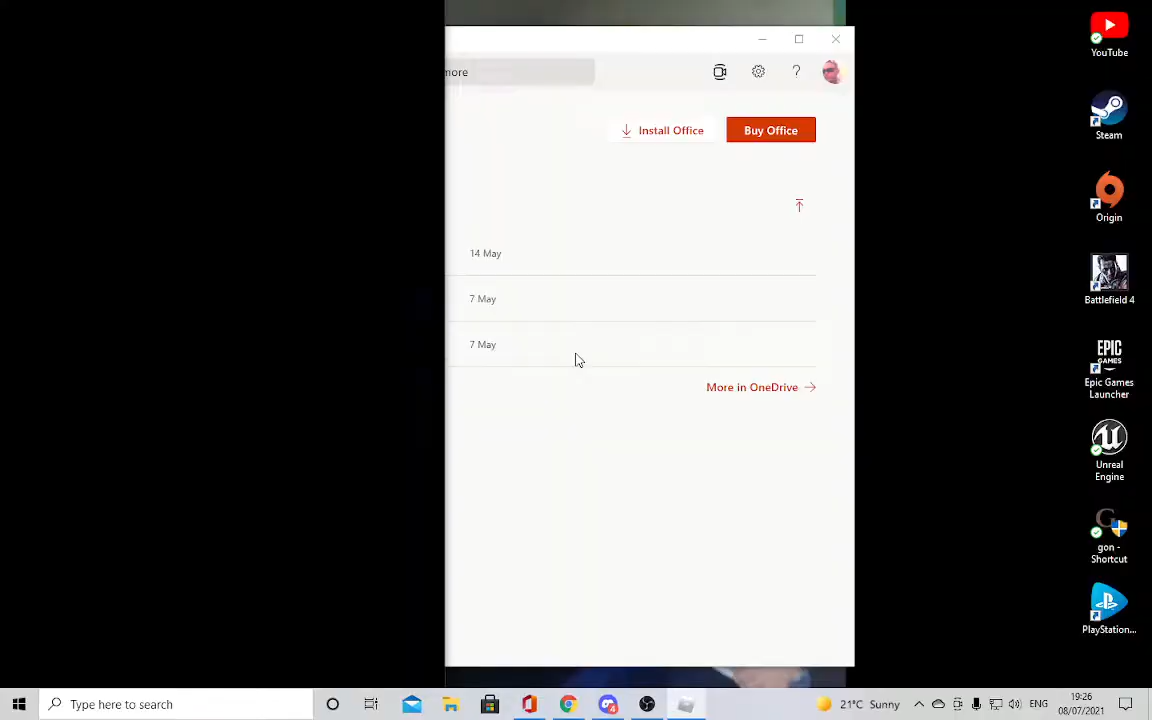 more
Install Office
Buy Office
14 May
7 May
7 May
More in OneDrive
YouTube
Steam
Origin
Battlefield 4
EPIC
GAMES
Epic Games
Launcher
Unreal
Engine
gon -
Shortcut
PlayStation...
Type here to search
4
21°C Sunny
ENG
19:26
08/07/2021